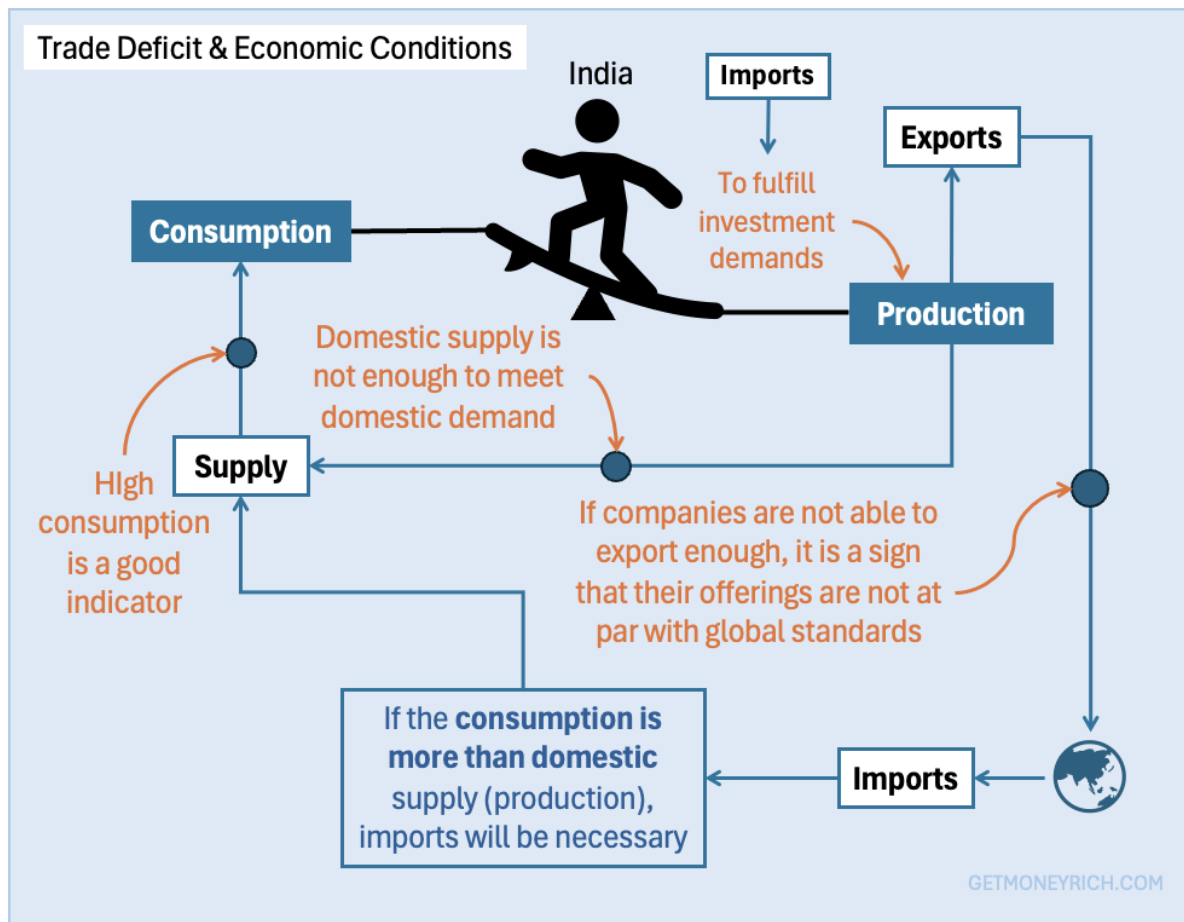 Trade Deficit & Economic Conditions
India
Imports
Exports
To fulfill
investment
demands
Consumption
Production
Domestic supply is
not enough to meet
domestic demand
Supply
HIgh
consumption
is a good
indicator
If companies are not able to
export enough, it is a sign
that their offerings are not at
par with global standards
If the consumption is
more than domestic
supply (production),
imports will be necessary
Imports
GETMONEYRICH.COM